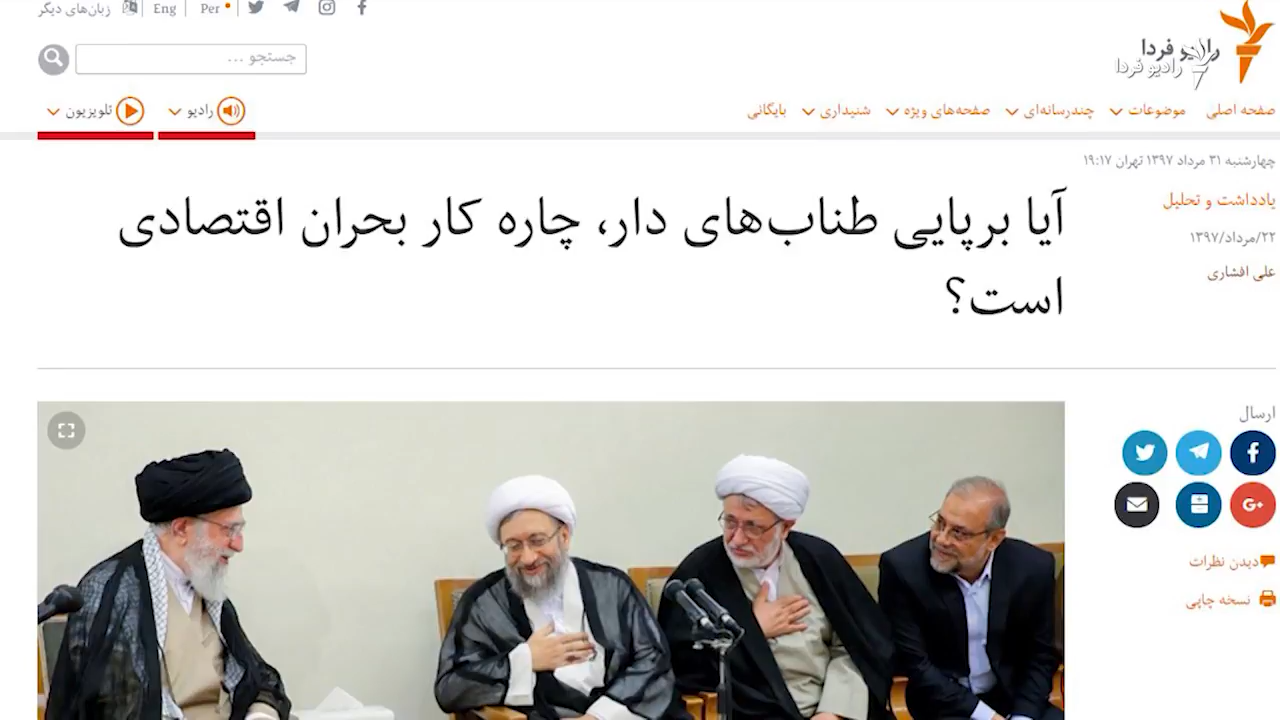 زبان‌های دیگر
Eng
Per
رادیو فردا
رادیو فردا
جستجو ...
صفحه اصلی
موضوعات
چندرسانه‌ای
صفحه‌های ویژه
شنیداری
بایگانی
رادیو
تلویزیون
چهارشنبه ۳۱ مرداد ۱۳۹۷ تهران ۱۹:۱۷
یادداشت و تحلیل
۲۲/مرداد/۱۳۹۷
علی افشاری
آیا برپایی طناب‌های دار، چاره کار بحران اقتصادی
است؟
ارسال
G+
دیدن نظرات
نسخه چاپی